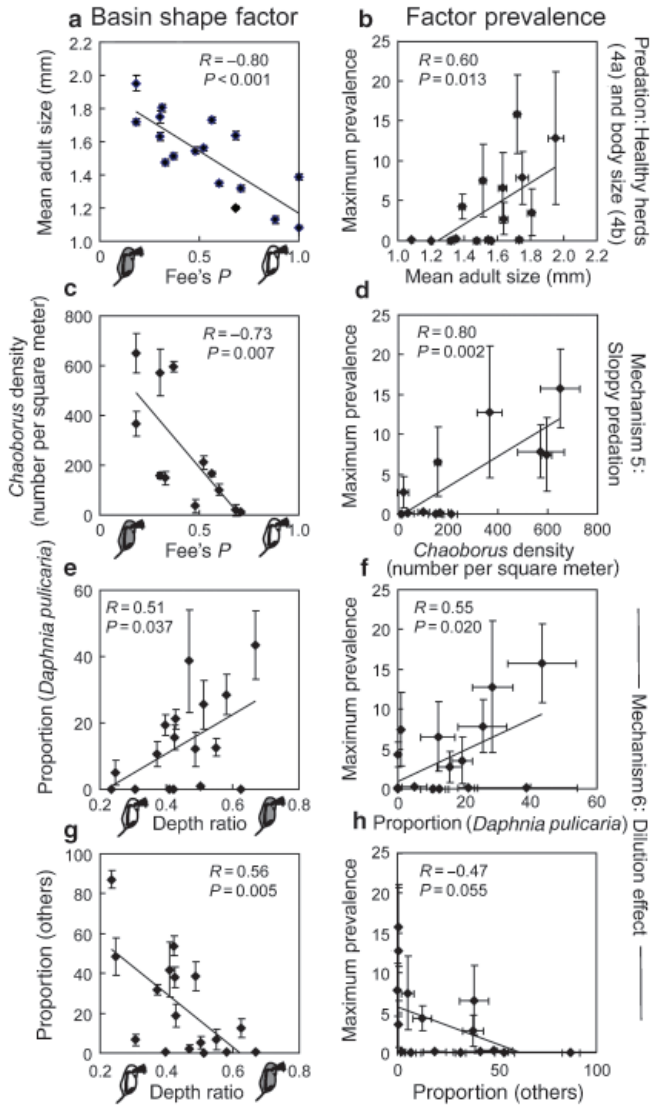 Basin shape factor
Factor prevalence
a
R = –0.80
P < 0.001
Mean adult size (mm)
2.2
2.0
1.8
1.6
1.4
1.2
1.0
0
0.5
1.0
Fee's P
b
R = 0.60
P = 0.013
Maximum prevalence
25
20
15
10
5
0
1.0
1.2
1.4
1.6
1.8
2.0
2.2
Mean adult size (mm)
Predation: Healthy herds
(4a) and body size (4b)
c
R = –0.73
P = 0.007
Chaoborus density
(number per square meter)
800
600
400
200
0
0
0.5
1.0
Fee's P
d
R = 0.80
P = 0.002
Maximum prevalence
25
20
15
10
5
0
0
200
400
600
800
Chaoborus density
(number per square meter)
Mechanism 5:
Sloppy predation
e
R = 0.51
P = 0.037
Proportion (Daphnia pulicaria)
60
40
20
0
0.2
0.4
0.6
0.8
Depth ratio
f
R = 0.55
P = 0.020
Maximum prevalence
25
20
15
10
5
0
0
20
40
60
Proportion (Daphnia pulicaria)
Mechanism 6: Dilution effect
g
R = 0.56
P = 0.005
Proportion (others)
100
80
60
40
20
0
0.2
0.4
0.6
0.8
Depth ratio
h
R = –0.47
P = 0.055
Maximum prevalence
25
20
15
10
5
0
0
50
100
Proportion (others)